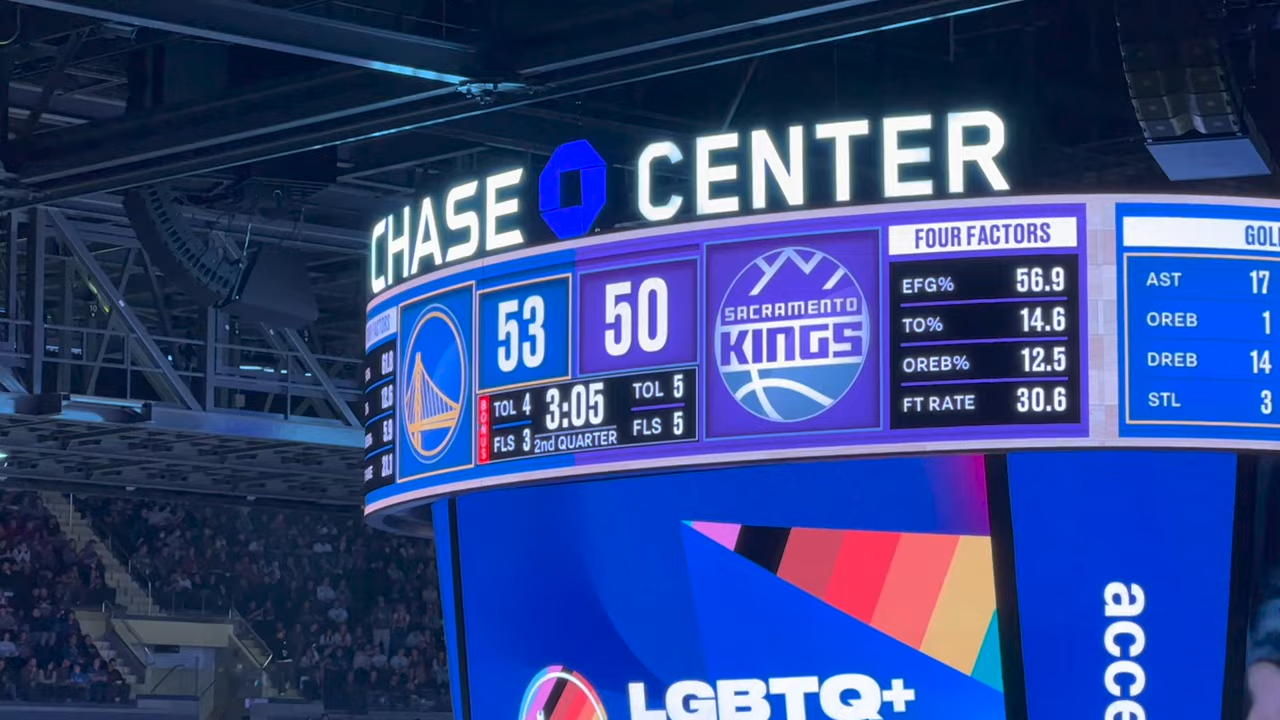 CHASE CENTER
53
50
SACRAMENTO
KINGS
BONUS
TOL 4
FLS 3
3:05
2nd QUARTER
TOL 5
FLS 5
FOUR FACTORS
EFG% 56.9
TO% 14.6
OREB% 12.5
FT RATE 30.6
AST 17
OREB 1
DREB 14
STL 3
LGBTQ+
acce